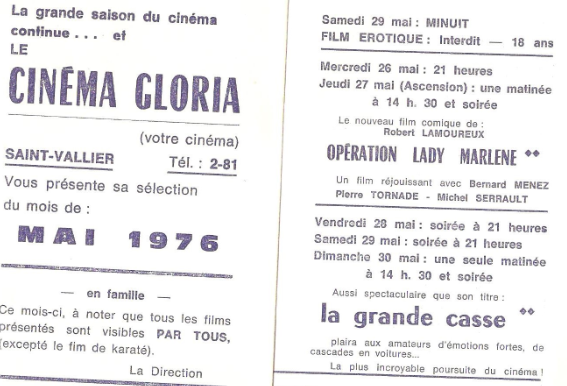 La grande saison du cinéma
continue . . . et
LE
CINÉMA GLORIA
(votre cinéma)
SAINT-VALLIER Tél. : 2-81
Vous présente sa sélection
du mois de :
MAI 1976
— en famille —
Ce mois-ci, à noter que tous les films
présentés sont visibles PAR TOUS,
(excepté le fim de karaté).
La Direction
Samedi 29 mai : MINUIT
FILM EROTIQUE : Interdit — 18 ans
Mercredi 26 mai : 21 heures
Jeudi 27 mai (Ascension) : une matinée
à 14 h. 30 et soirée
Le nouveau film comique de :
Robert LAMOUREUX
OPÉRATION LADY MARLENE **
Un film réjouissant avec Bernard MENEZ
Pierre TORNADE - Michel SERRAULT
Vendredi 28 mai : soirée à 21 heures
Samedi 29 mai : soirée à 21 heures
Dimanche 30 mai : une seule matinée
à 14 h. 30 et soirée
Aussi spectaculaire que son titre :
la grande casse **
plaira aux amateurs d'émotions fortes, de
cascades en voitures...
La plus incroyable poursuite du cinéma !